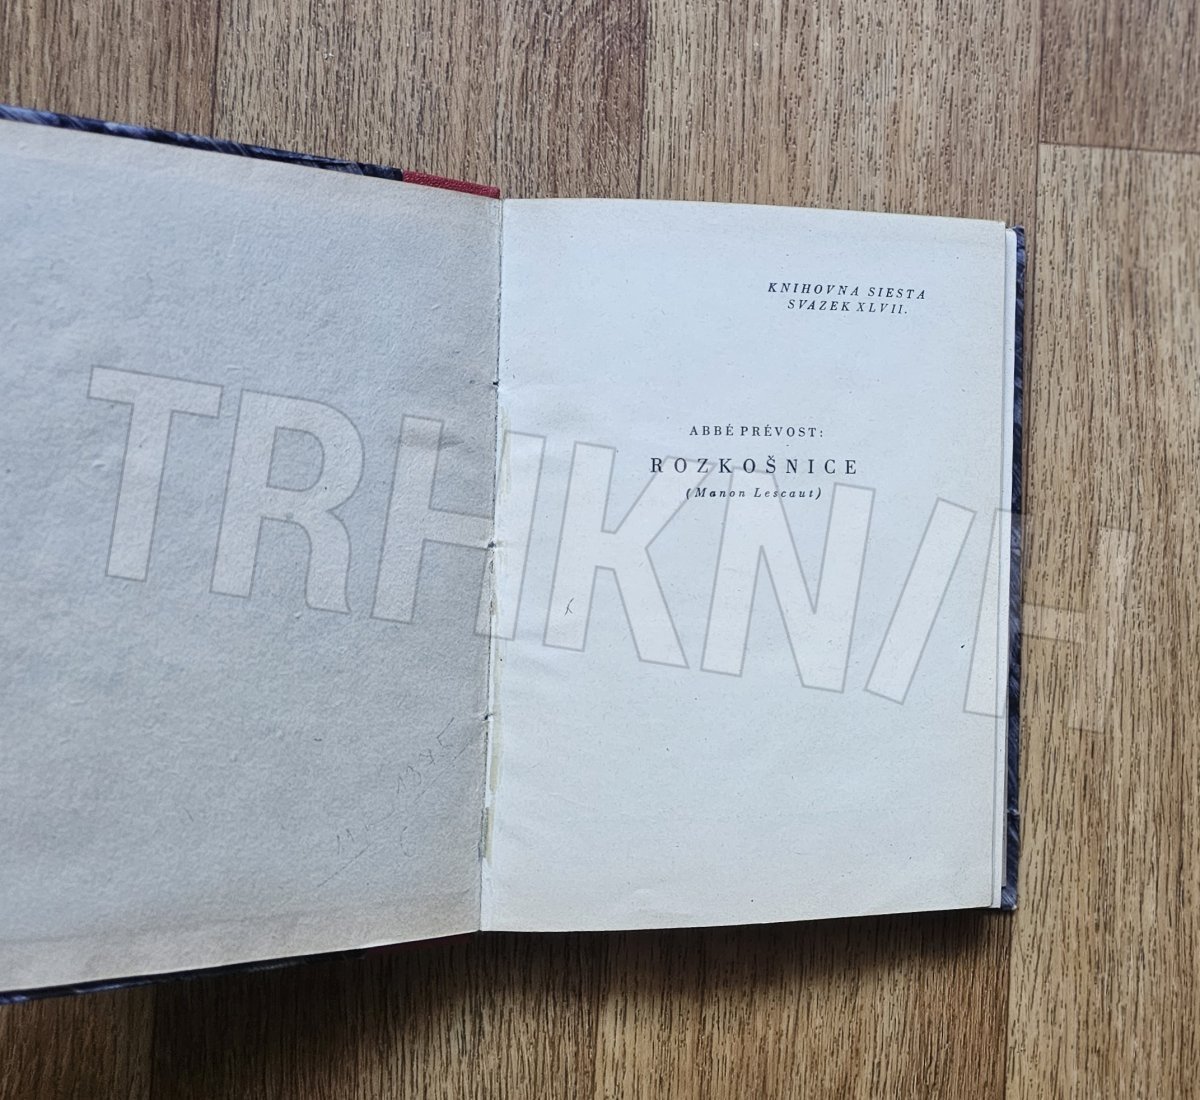 KNIHOVNA SIESTA
SVAZEK XLVII.
ABBÉ PRÉVOST:
ROZKOŠNICE
(Manon Lescaut)
TRHKNIH